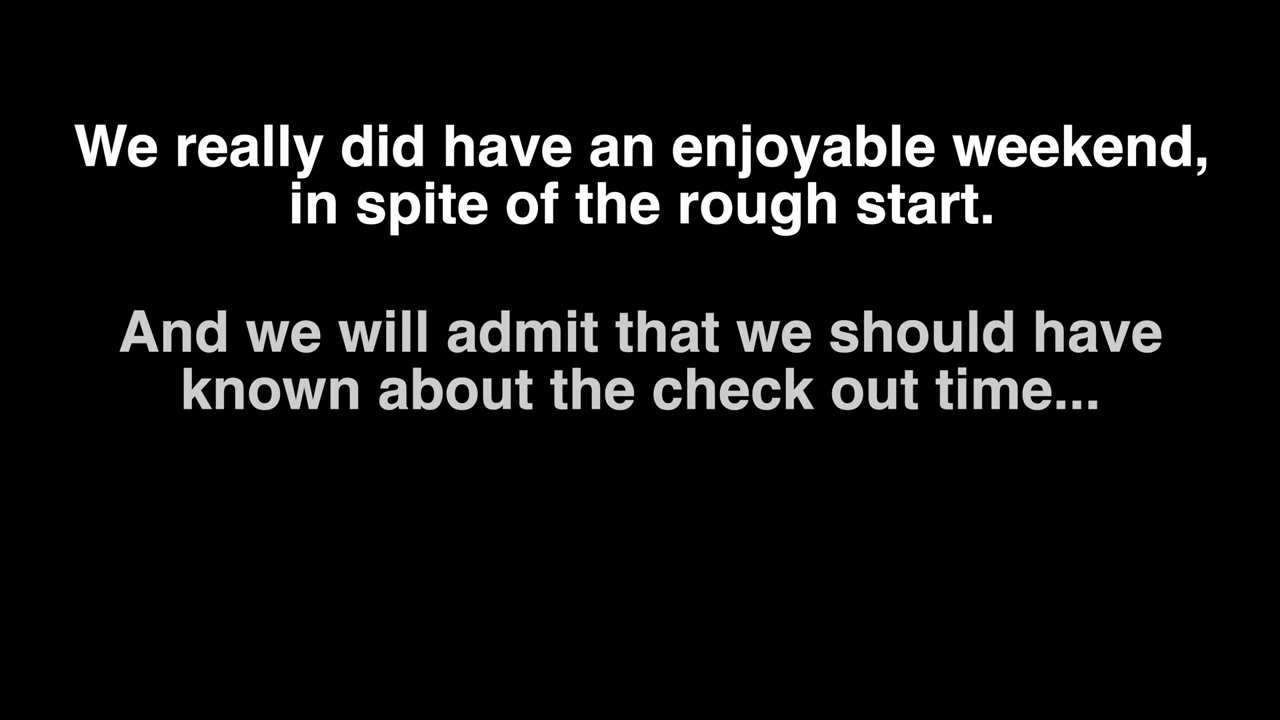 We really did have an enjoyable weekend,
in spite of the rough start.
And we will admit that we should have
known about the check out time...